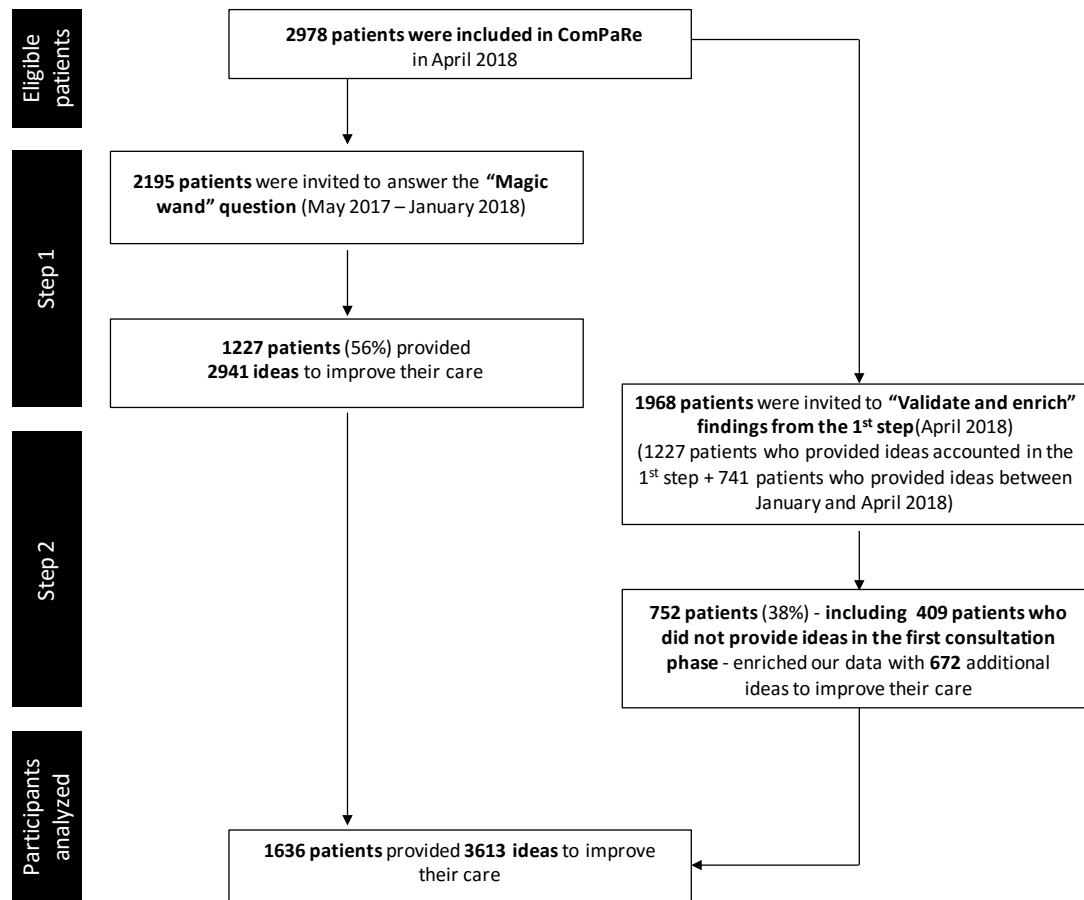 Eligible
patients
2978 patients were included in ComPaRe
in April 2018
Step 1
2195 patients were invited to answer the “Magic
wand” question (May 2017 – January 2018)
1227 patients (56%) provided
2941 ideas to improve their care
1968 patients were invited to “Validate and enrich”
findings from the 1st step(April 2018)
(1227 patients who provided ideas accounted in the
1st step + 741 patients who provided ideas between
January and April 2018)
Step 2
752 patients (38%) - including 409 patients who
did not provide ideas in the first consultation
phase - enriched our data with 672 additional
ideas to improve their care
Participants
analyzed
1636 patients provided 3613 ideas to improve
their care